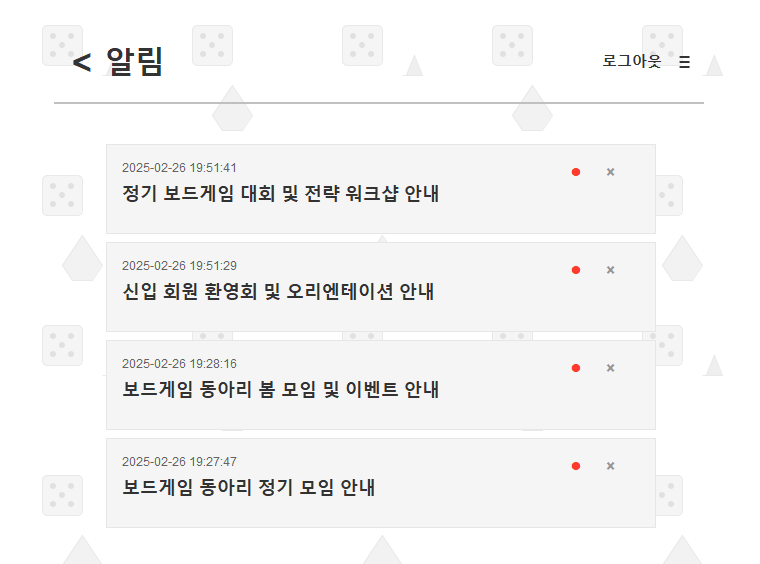 < 알림
로그아웃 ☰
2025-02-26 19:51:41
정기 보드게임 대회 및 전략 워크샵 안내
2025-02-26 19:51:29
신입 회원 환영회 및 오리엔테이션 안내
2025-02-26 19:28:16
보드게임 동아리 봄 모임 및 이벤트 안내
2025-02-26 19:27:47
보드게임 동아리 정기 모임 안내